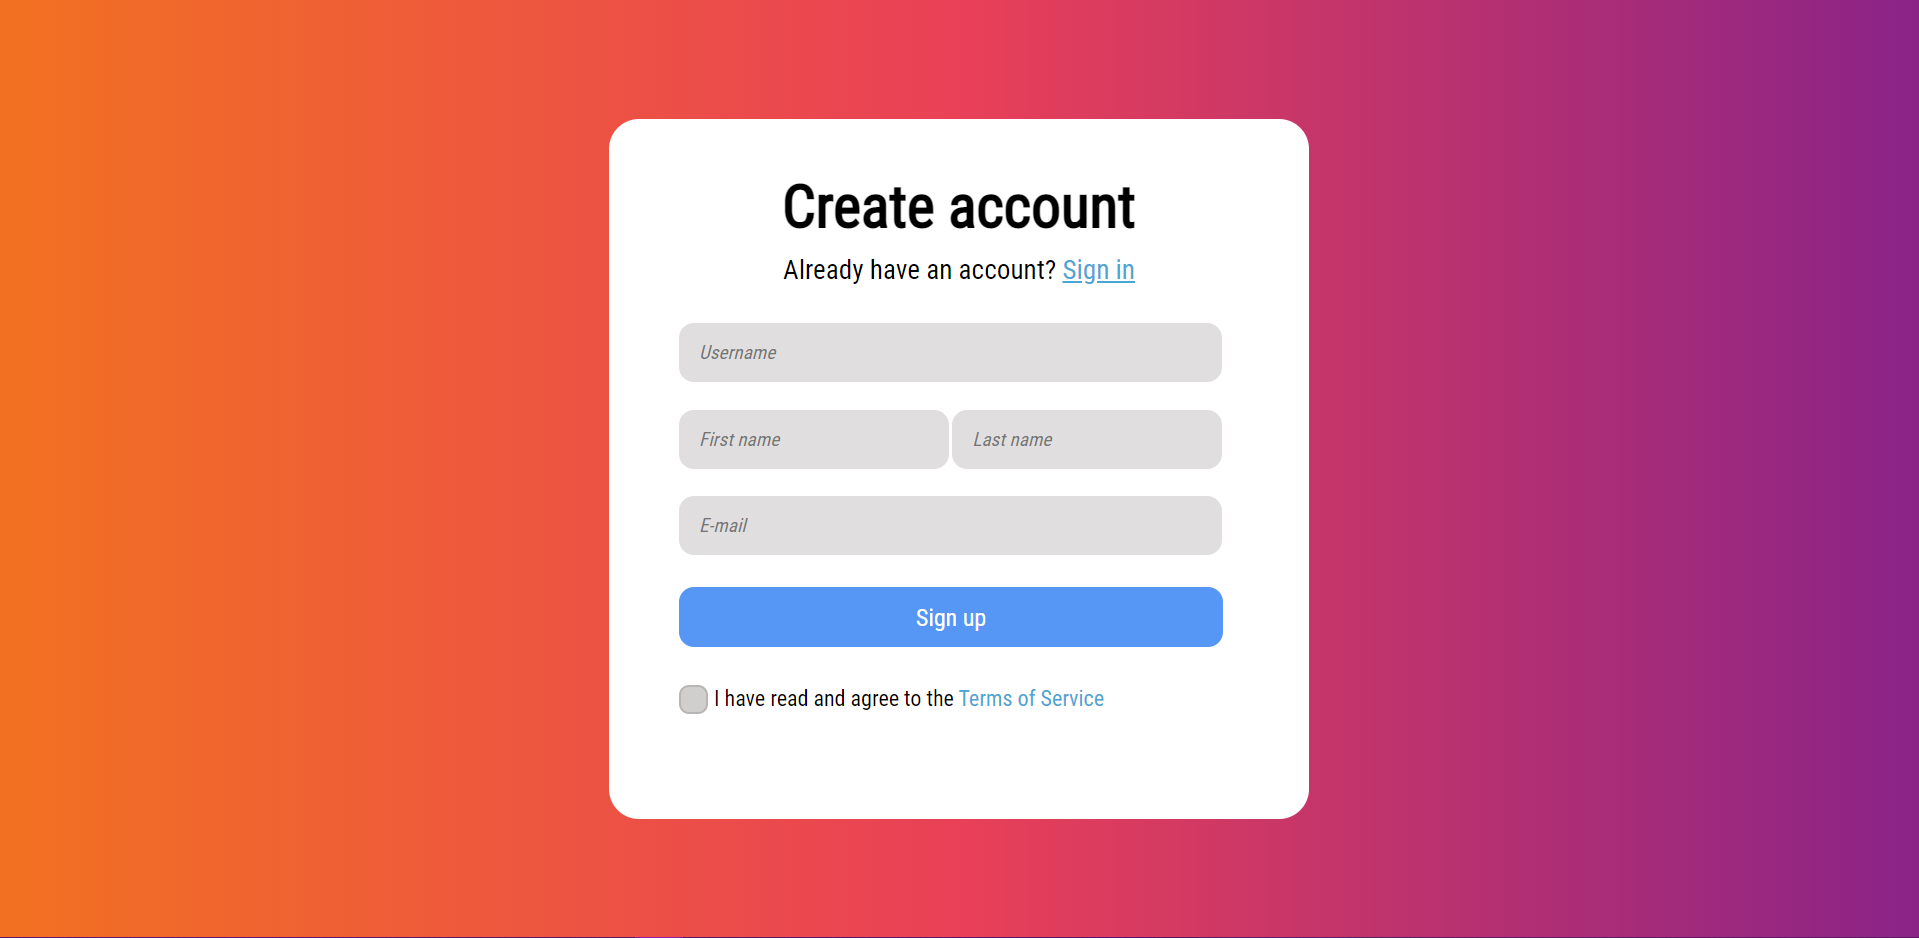 Create account
Already have an account? Sign in
Username
First name Last name
E-mail
Sign up
I have read and agree to the Terms of Service